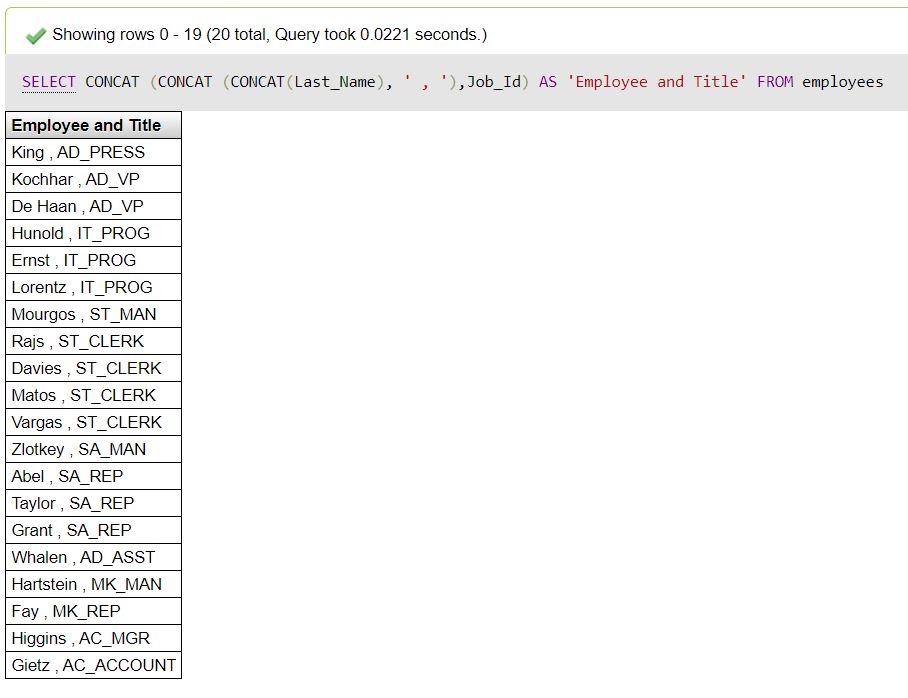 Showing rows 0 - 19 (20 total, Query took 0.0221 seconds.)
SELECT CONCAT (CONCAT (CONCAT(Last_Name), ' , '),Job_Id) AS 'Employee and Title' FROM employees
Employee and Title
King , AD_PRESS
Kochhar , AD_VP
De Haan , AD_VP
Hunold , IT_PROG
Ernst , IT_PROG
Lorentz , IT_PROG
Mourgos , ST_MAN
Rajs , ST_CLERK
Davies , ST_CLERK
Matos , ST_CLERK
Vargas , ST_CLERK
Zlotkey , SA_MAN
Abel , SA_REP
Taylor , SA_REP
Grant , SA_REP
Whalen , AD_ASST
Hartstein , MK_MAN
Fay , MK_REP
Higgins , AC_MGR
Gietz , AC_ACCOUNT